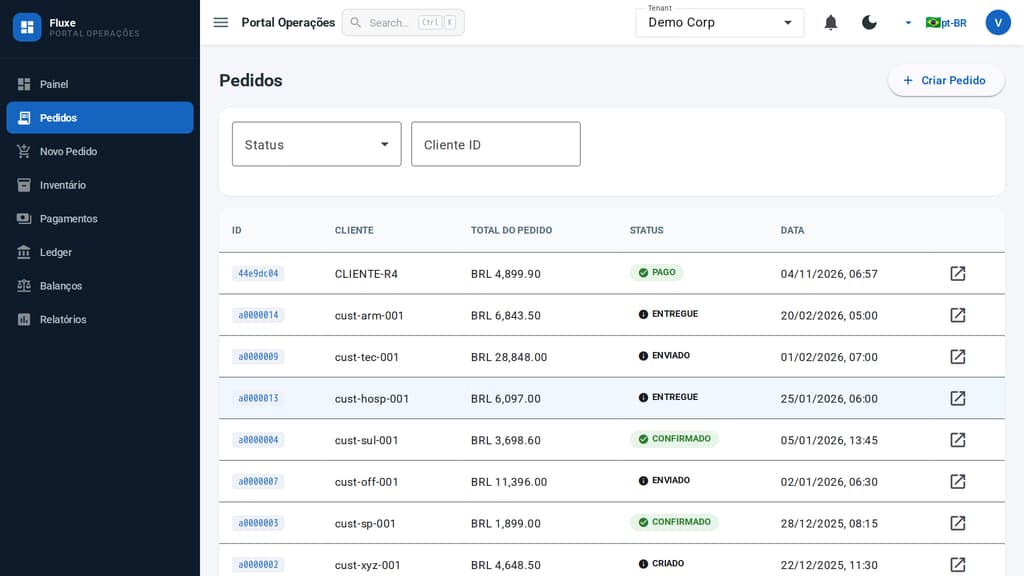 Fluxe
PORTAL OPERAÇÕES
Painel
Pedidos
Novo Pedido
Inventário
Pagamentos
Ledger
Balanços
Relatórios
Portal Operações
Search... Ctrl K
Tenant
Demo Corp
pt-BR
V
Pedidos
Criar Pedido
Status
Cliente ID
ID CLIENTE TOTAL DO PEDIDO STATUS DATA
44e9dc04 CLIENTE-R4 BRL 4,899.90 PAGO 04/11/2026, 06:57
a0000014 cust-arm-001 BRL 6,843.50 ENTREGUE 20/02/2026, 05:00
a0000009 cust-tec-001 BRL 28,848.00 ENVIADO 01/02/2026, 07:00
a0000013 cust-hosp-001 BRL 6,097.00 ENTREGUE 25/01/2026, 06:00
a0000004 cust-sul-001 BRL 3,698.60 CONFIRMADO 05/01/2026, 13:45
a0000007 cust-off-001 BRL 11,396.00 ENVIADO 02/01/2026, 06:30
a0000003 cust-sp-001 BRL 1,899.00 CONFIRMADO 28/12/2025, 08:15
a0000002 cust-xyz-001 BRL 4,648.50 CRIADO 22/12/2025, 11:30